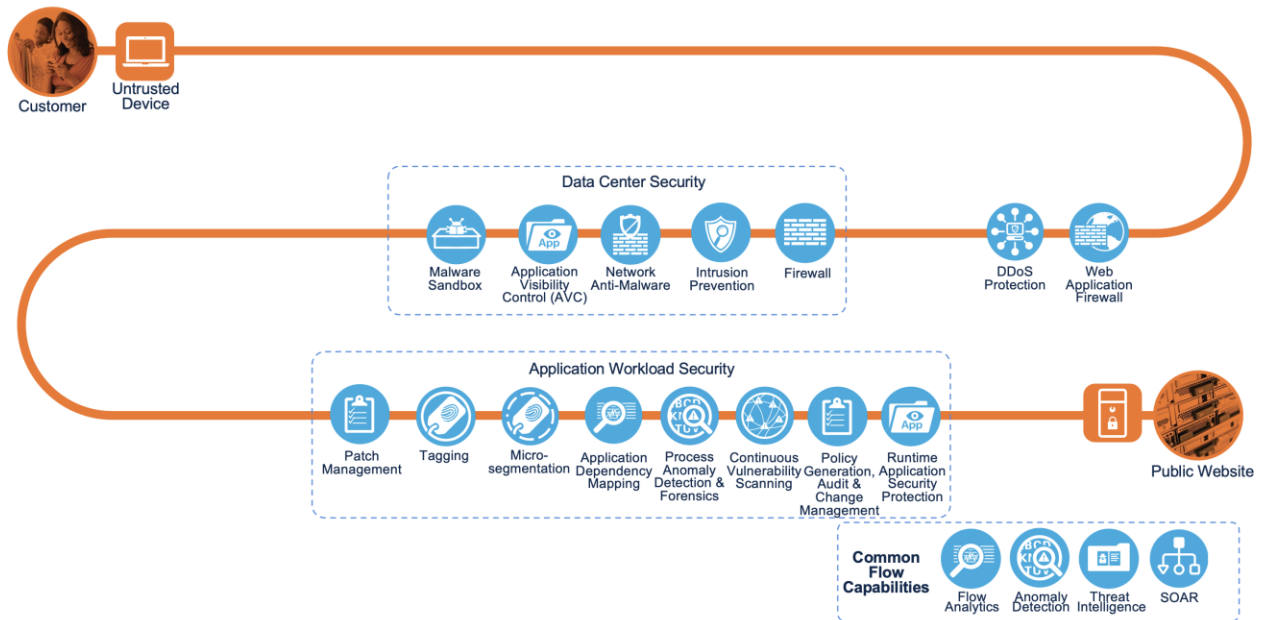 Customer
Untrusted
Device
Data Center Security
Malware
Sandbox
App
Application
Visibility
Control (AVC)
Network
Anti-Malware
Intrusion
Prevention
Firewall
DDoS
Protection
Web
Application
Firewall
Application Workload Security
Patch
Management
Tagging
Micro-
segmentation
Application
Dependency
Mapping
Process
Anomaly
Detection &
Forensics
Continuous
Vulnerability
Scanning
Policy
Generation,
Audit &
Change
Management
App
Runtime
Application
Security
Protection
Public Website
Common
Flow
Capabilities
Flow
Analytics
Anomaly
Detection
Threat
Intelligence
SOAR